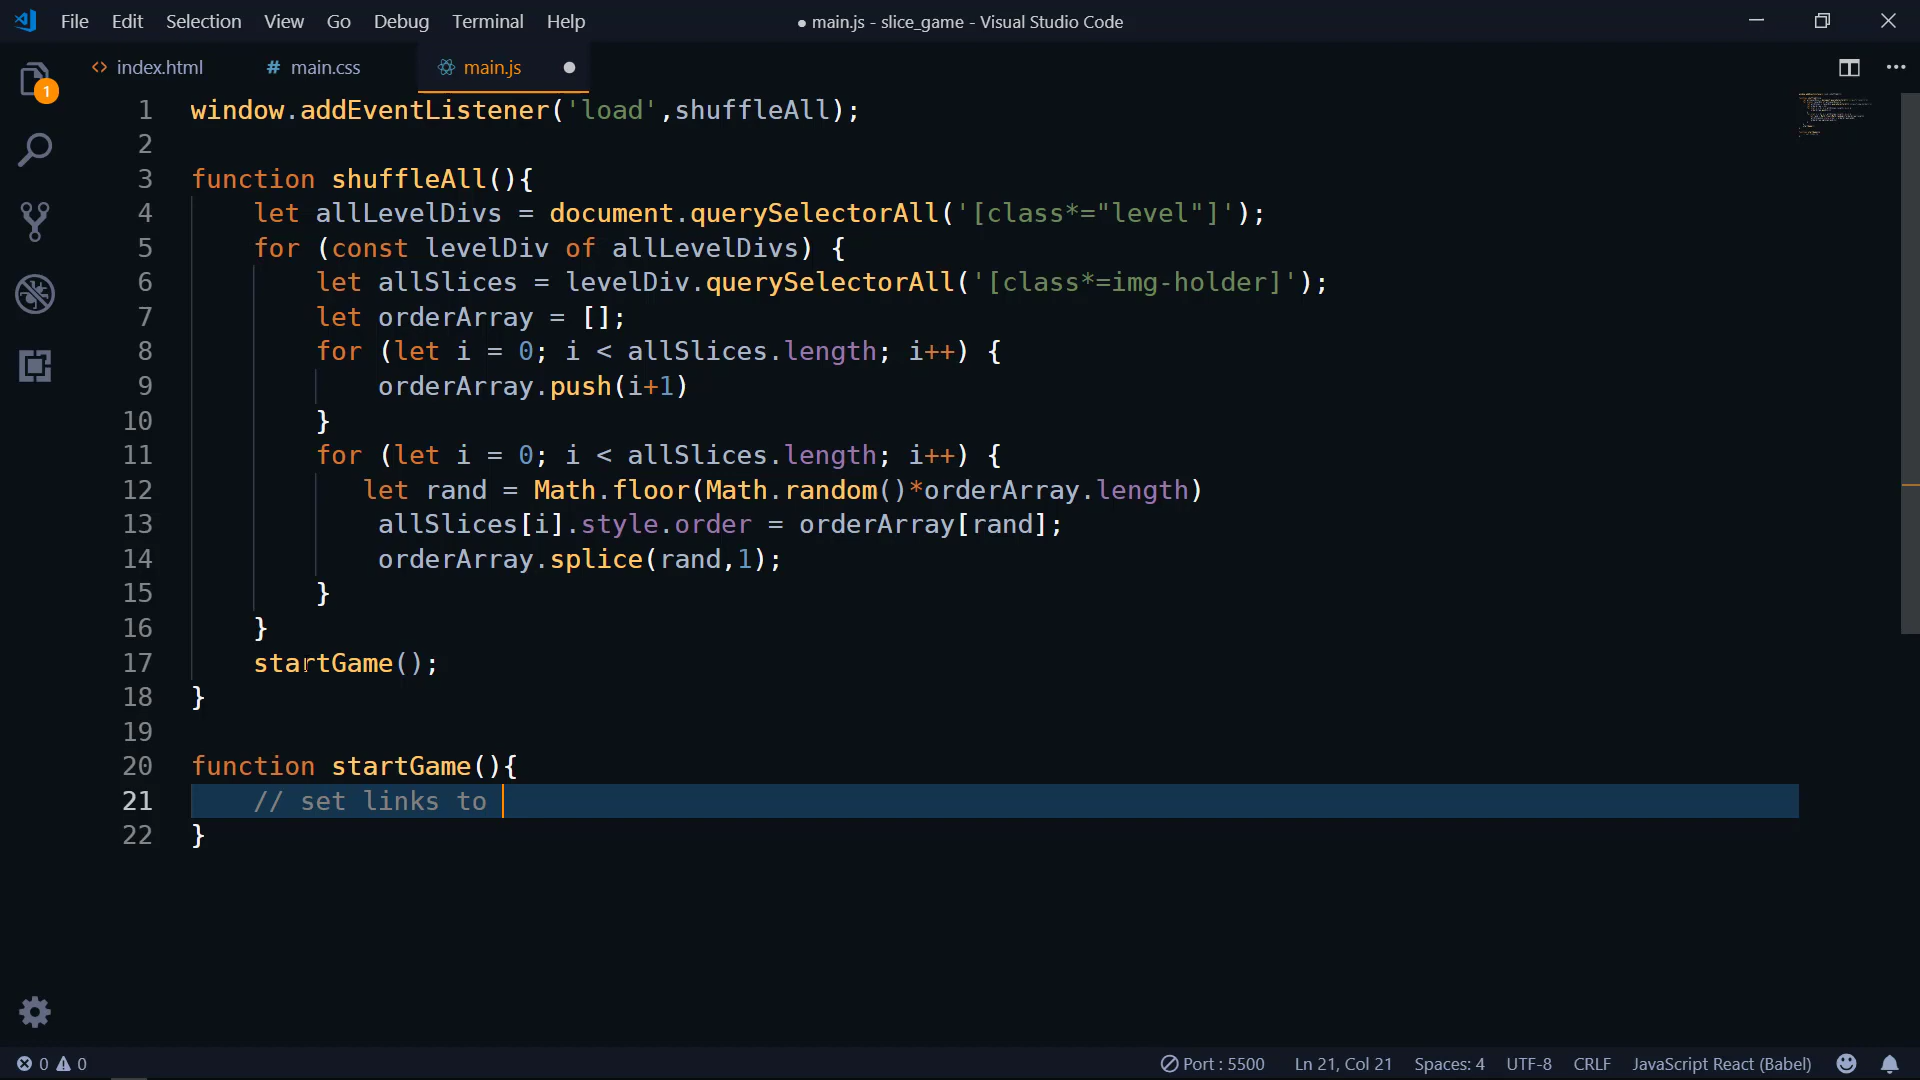 File Edit Selection View Go Debug Terminal Help ● main.js - slice_game - Visual Studio Code
<> index.html # main.css main.js ●
1 window.addEventListener('load',shuffleAll);
2
3 function shuffleAll(){
4 let allLevelDivs = document.querySelectorAll('[class*="level"]');
5 for (const levelDiv of allLevelDivs) {
6 let allSlices = levelDiv.querySelectorAll('[class*=img-holder]');
7 let orderArray = [];
8 for (let i = 0; i < allSlices.length; i++) {
9 orderArray.push(i+1)
10 }
11 for (let i = 0; i < allSlices.length; i++) {
12 let rand = Math.floor(Math.random()*orderArray.length)
13 allSlices[i].style.order = orderArray[rand];
14 orderArray.splice(rand,1);
15 }
16 }
17 startGame();
18 }
19
20 function startGame(){
21 // set links to
22 }
1
0 0 Port : 5500 Ln 21, Col 21 Spaces: 4 UTF-8 CRLF JavaScript React (Babel)